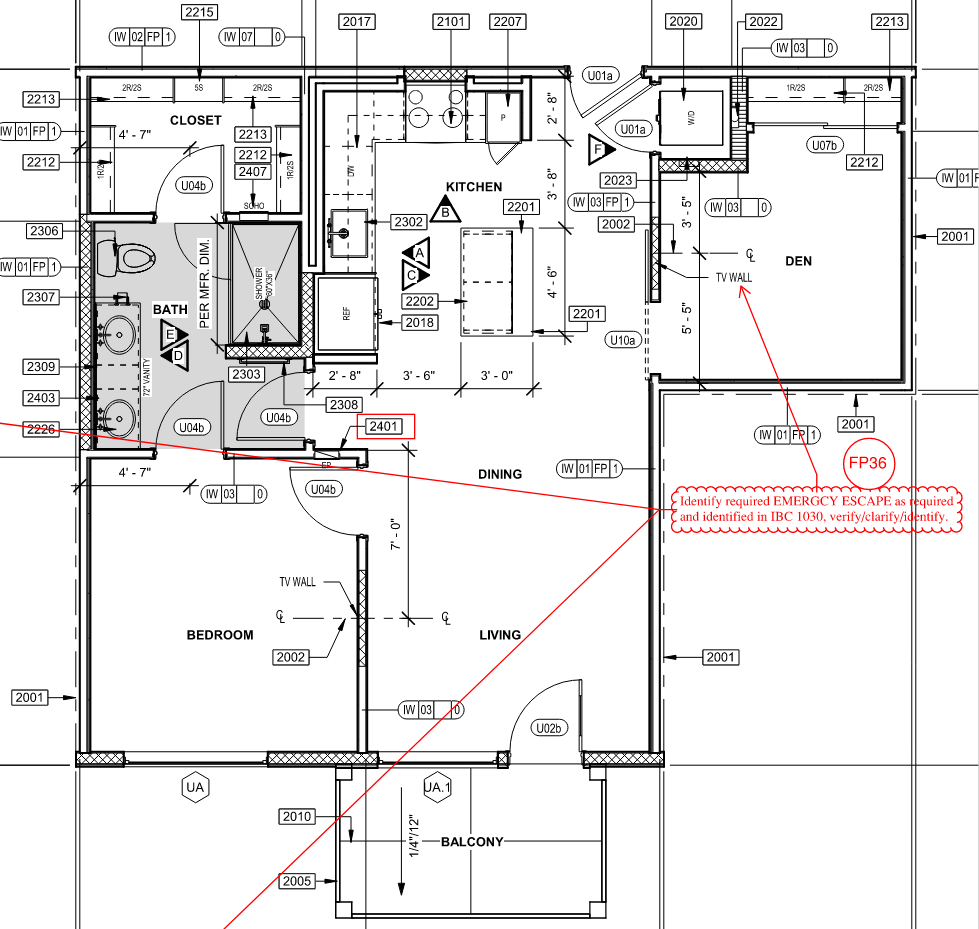 2215
2017
2101
2207
2020
2022
2213
IW 02 FP 1
IW 07 0
IW 03 0
U01a
2R/2S
5S
2R/2S
1R/2S
2R/2S
2213
CLOSET
P
W/D
2' - 8"
U01a
IW 01 FP 1
4' - 7"
2213
F
U07b
2212
2212
2407
DW
2212
1R/2S
1R/2S
2023
IW 01 F
U04b
KITCHEN
3' - 8"
SOHO
B
2201
IW 03 FP 1
IW 03 0
3' - 5"
2302
2002
2306
2001
PER MFR. DIM.
A
℄
DEN
IW 01 FP 1
C
SHOWER
60"X36"
TV WALL
4' - 6"
2307
2202
BATH
REF
2201
5' - 5"
2018
E
U10a
D
2309
72" VANITY
2303
2' - 8"
3' - 6"
3' - 0"
2403
2308
2226
U04b
U04b
2401
2001
IW 01 FP 1
FP36
4' - 7"
EP
DINING
IW 01 FP 1
IW 03 0
U04b
Identify required EMERGCY ESCAPE as required
and identified in IBC 1030, verify/clarify/identify.
7' - 0"
TV WALL
℄
℄
BEDROOM
LIVING
2002
2001
2001
IW 03 0
U02b
UA
UA.1
2010
1/4"/12"
BALCONY
2005